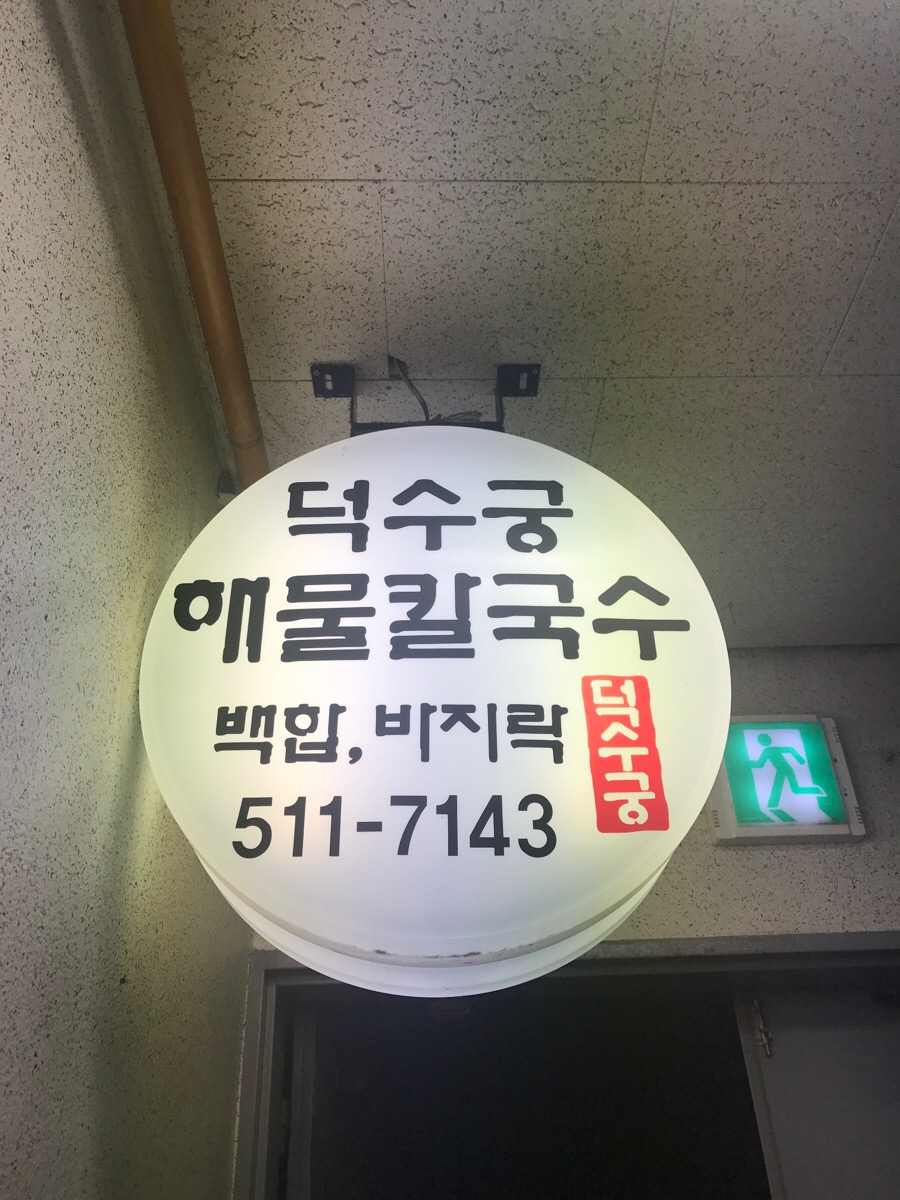 덕수궁
해물칼국수
백합, 바지락
덕수궁
511-7143